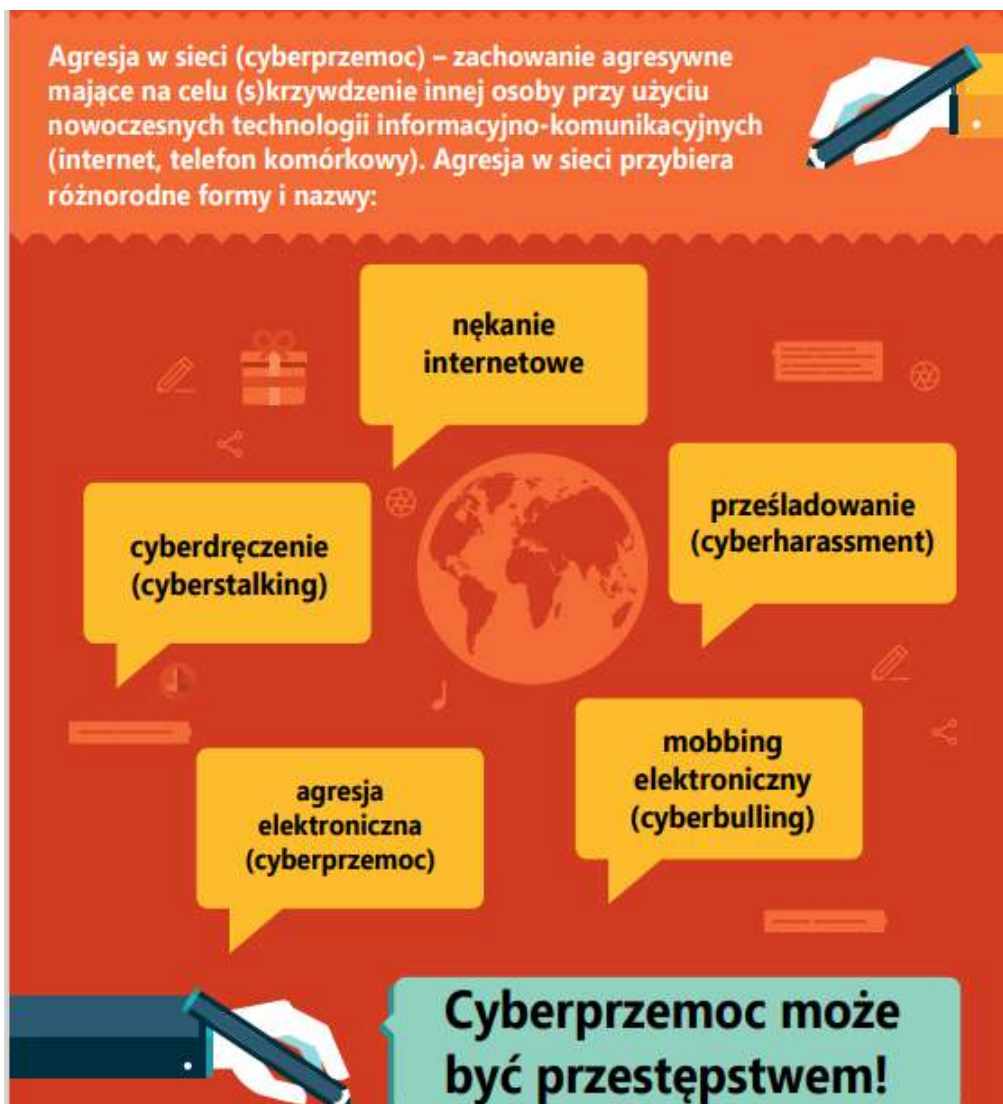 Agresja w sieci (cyberprzemoc) – zachowanie agresywne
mające na celu (s)krzywdzenie innej osoby przy użyciu
nowoczesnych technologii informacyjno-komunikacyjnych
(internet, telefon komórkowy). Agresja w sieci przybiera
różnorodne formy i nazwy:
nękanie
internetowe
prześladowanie
(cyberharassment)
cyberdręczenie
(cyberstalking)
mobbing
elektroniczny
(cyberbulling)
agresja
elektroniczna
(cyberprzemoc)
Cyberprzemoc może
być przestępstwem!